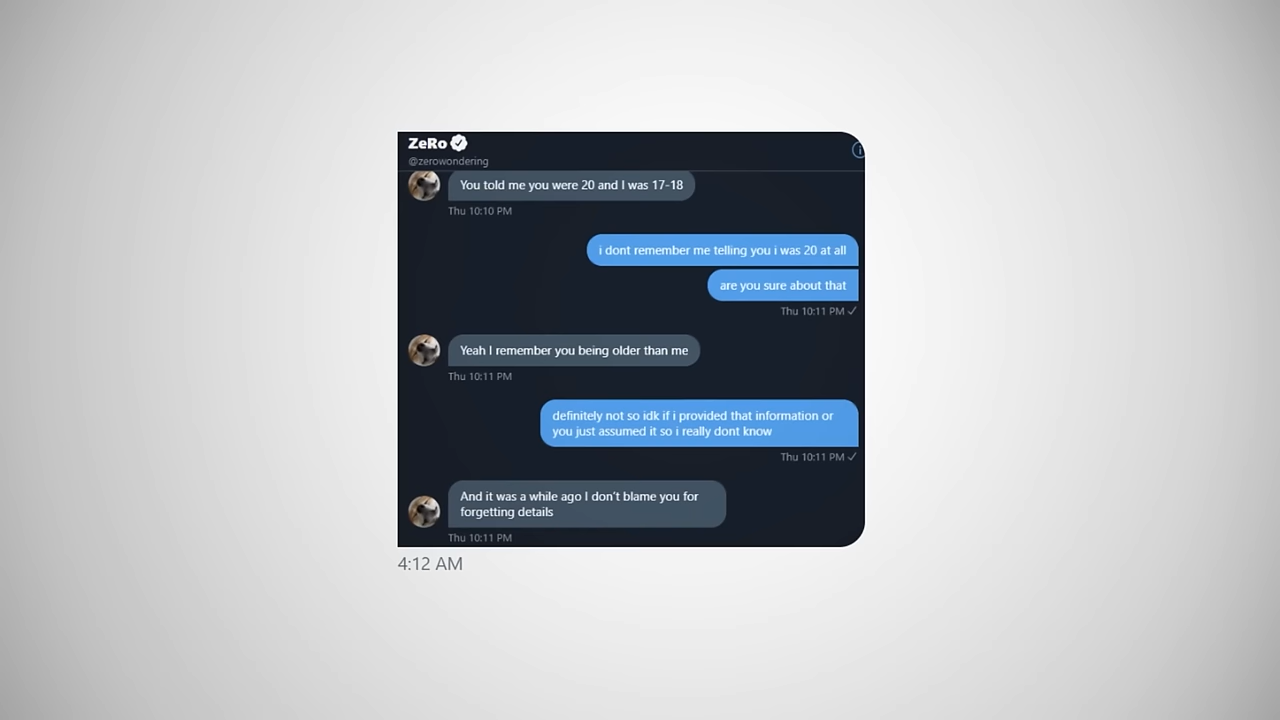 ZeRo
@zerowondering
You told me you were 20 and I was 17-18
Thu 10:10 PM
i dont remember me telling you i was 20 at all
are you sure about that
Thu 10:11 PM ✓
Yeah I remember you being older than me
Thu 10:11 PM
definitely not so idk if i provided that information or
you just assumed it so i really dont know
Thu 10:11 PM ✓
And it was a while ago I don't blame you for
forgetting details
Thu 10:11 PM
4:12 AM